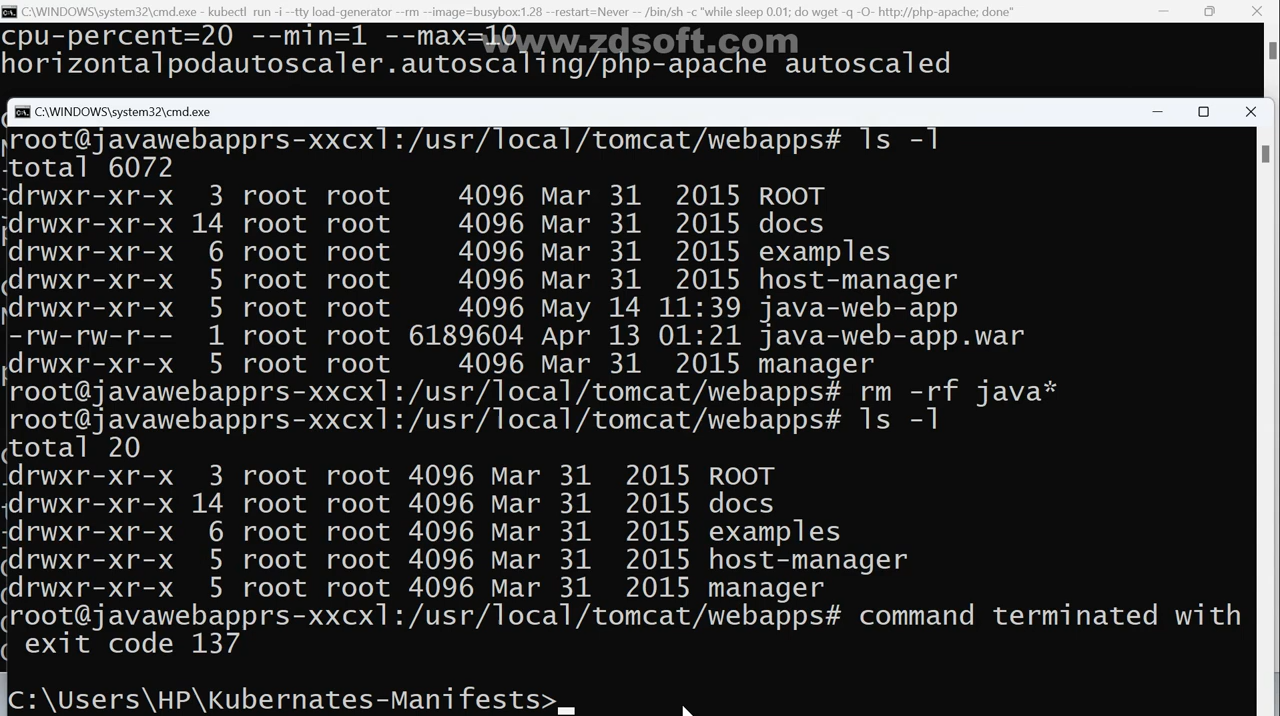 C:\WINDOWS\system32\cmd.exe - kubectl  run -i --tty load-generator --rm --image=busybox:1.28 --restart=Never -- /bin/sh -c "while sleep 0.01; do wget -q -O- http://php-apache; done"
cpu-percent=20 --min=1 --max=10
www.zdsoft.com
horizontalpodautoscaler.autoscaling/php-apache autoscaled
C:\WINDOWS\system32\cmd.exe
root@javawebapprs-xxcxl:/usr/local/tomcat/webapps# ls -l
total 6072
drwxr-xr-x  3 root root    4096 Mar 31  2015 ROOT
drwxr-xr-x 14 root root    4096 Mar 31  2015 docs
drwxr-xr-x  6 root root    4096 Mar 31  2015 examples
drwxr-xr-x  5 root root    4096 Mar 31  2015 host-manager
drwxr-xr-x  5 root root    4096 May 14 11:39 java-web-app
-rw-rw-r--  1 root root 6189604 Apr 13 01:21 java-web-app.war
drwxr-xr-x  5 root root    4096 Mar 31  2015 manager
root@javawebapprs-xxcxl:/usr/local/tomcat/webapps# rm -rf java*
root@javawebapprs-xxcxl:/usr/local/tomcat/webapps# ls -l
total 20
drwxr-xr-x  3 root root 4096 Mar 31  2015 ROOT
drwxr-xr-x 14 root root 4096 Mar 31  2015 docs
drwxr-xr-x  6 root root 4096 Mar 31  2015 examples
drwxr-xr-x  5 root root 4096 Mar 31  2015 host-manager
drwxr-xr-x  5 root root 4096 Mar 31  2015 manager
root@javawebapprs-xxcxl:/usr/local/tomcat/webapps# command terminated with
 exit code 137
C:\Users\HP\Kubernates-Manifests>